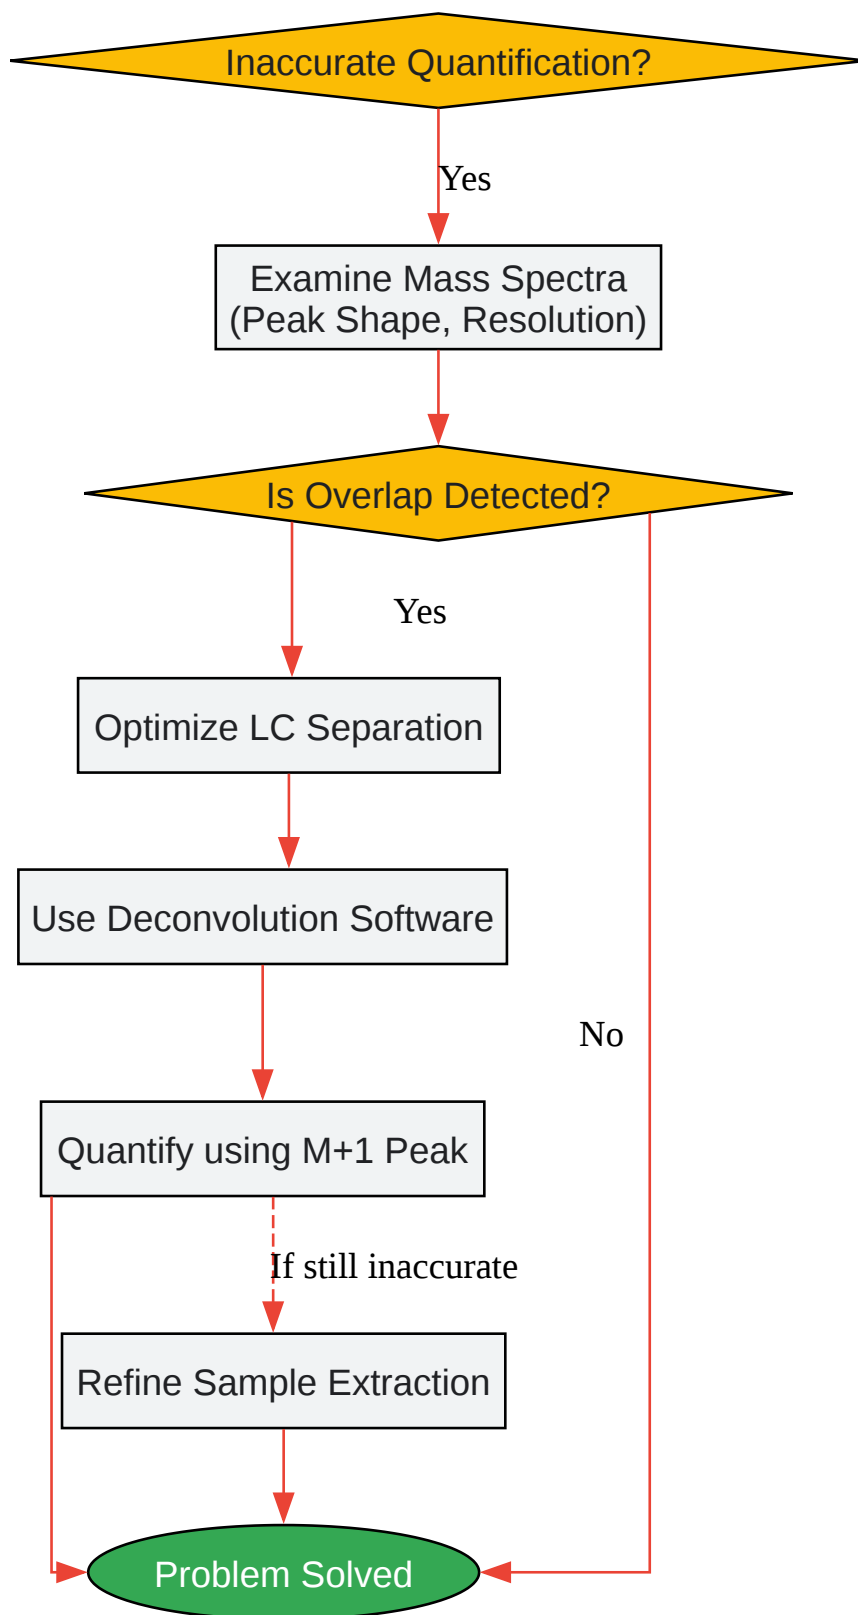 Inaccurate Quantification?
Yes
Examine Mass Spectra
(Peak Shape, Resolution)
Is Overlap Detected?
Yes
Optimize LC Separation
Use Deconvolution Software
No
Quantify using M+1 Peak
If still inaccurate
Refine Sample Extraction
Problem Solved